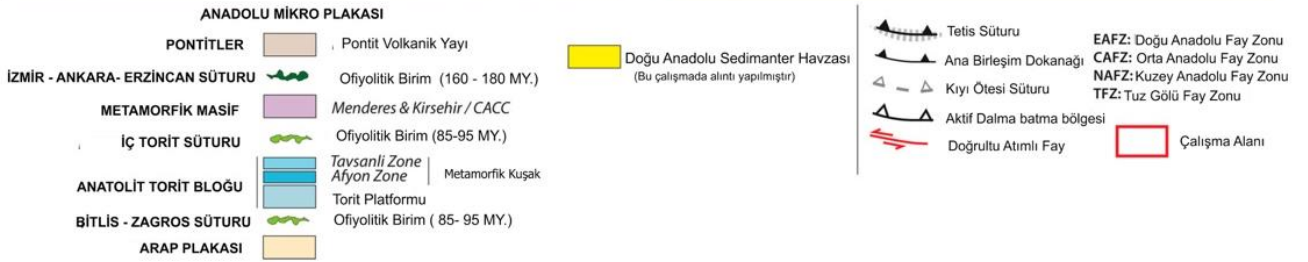 ANADOLU MİKRO PLAKASI
PONTİTLER
Pontit Volkanik Yayı
İZMİR - ANKARA- ERZİNCAN SÜTURU
Ofiyolitik Birim (160 - 180 MY.)
METAMORFİK MASİF
Menderes & Kirsehir / CACC
İÇ TORİT SÜTURU
Ofiyolitik Birim (85-95 MY.)
ANATOLİT TORİT BLOĞU
Tavsanli Zone
Afyon Zone
Metamorfik Kuşak
Torit Platformu
BİTLİS - ZAGROS SÜTURU
Ofiyolitik Birim ( 85- 95 MY.)
ARAP PLAKASI
Doğu Anadolu Sedimanter Havzası
(Bu çalışmada alıntı yapılmıştır)
Tetis Süturu
Ana Birleşim Dokanağı
Kıyı Ötesi Süturu
Aktif Dalma batma bölgesi
Doğrultu Atımlı Fay
EAFZ: Doğu Anadolu Fay Zonu
CAFZ: Orta Anadolu Fay Zonu
NAFZ: Kuzey Anadolu Fay Zonu
TFZ: Tuz Gölü Fay Zonu
Çalışma Alanı